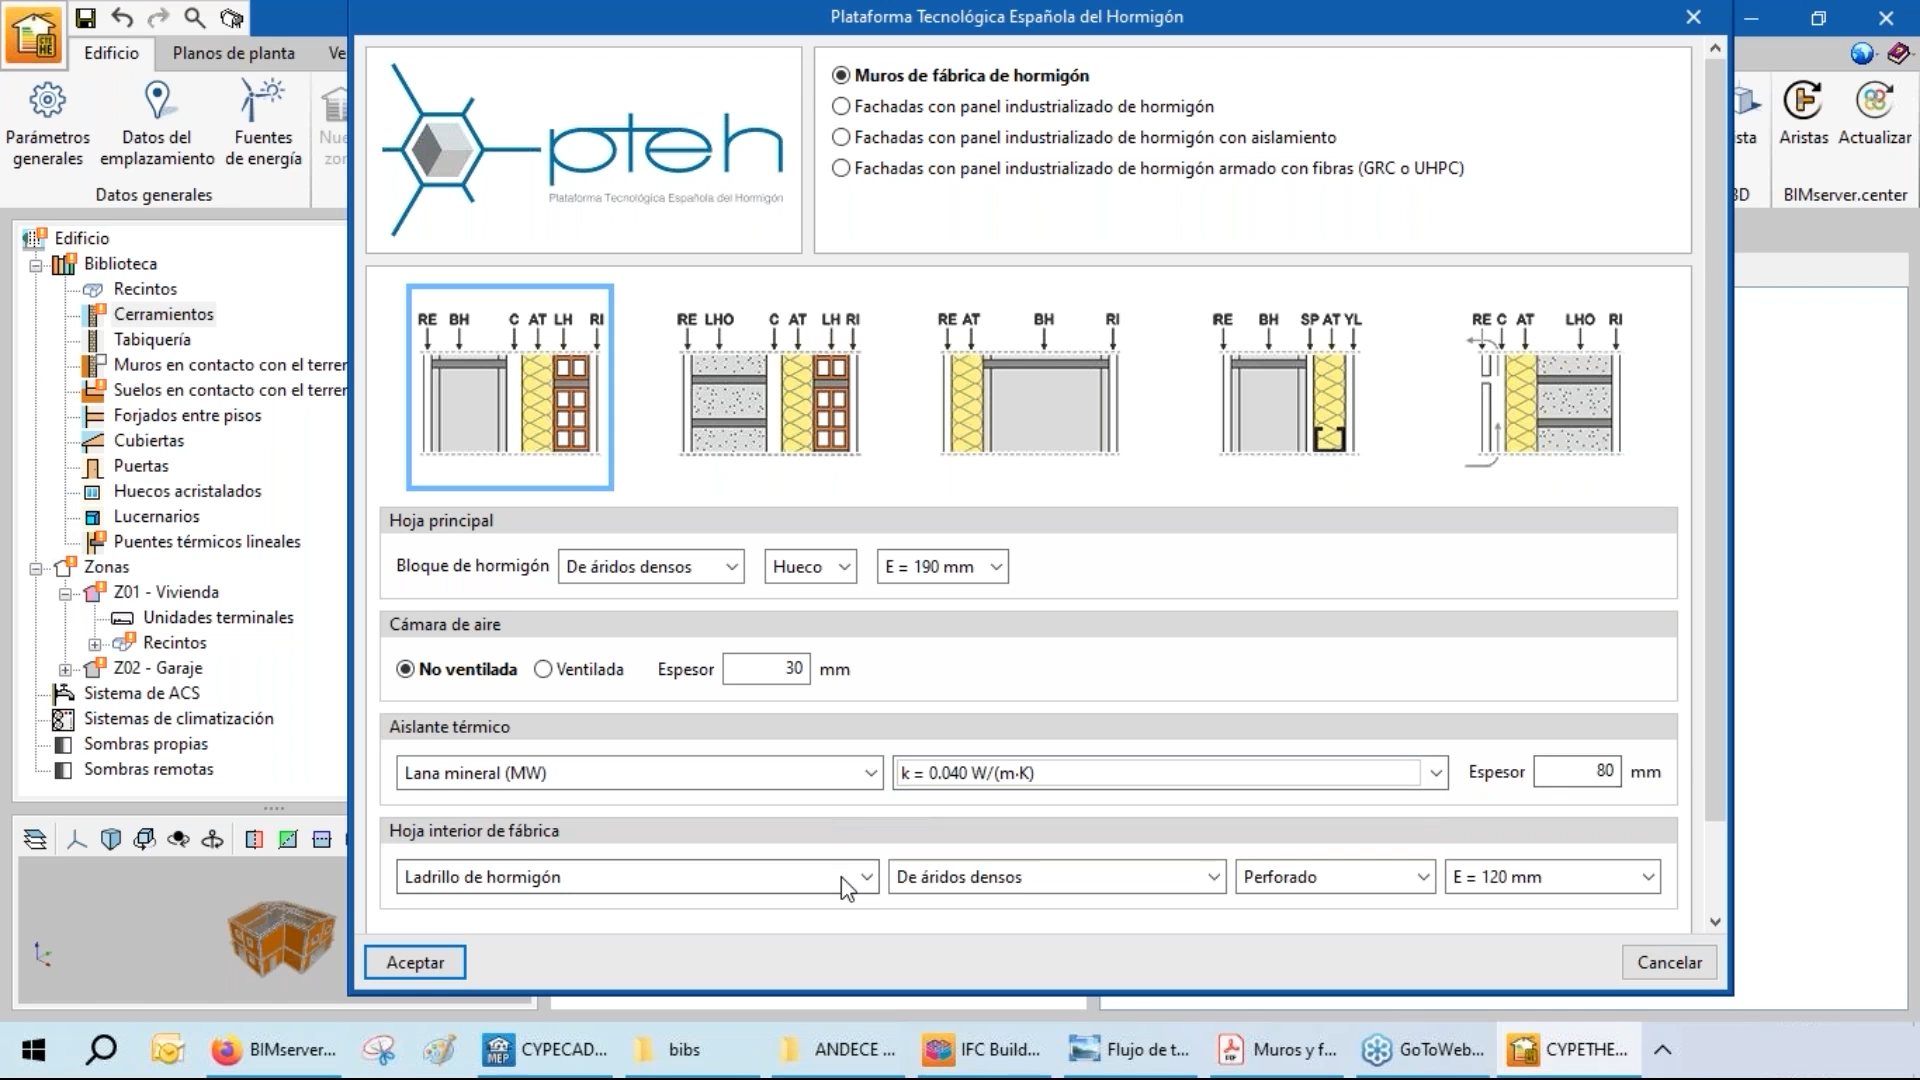 Plataforma Tecnológica Española del Hormigón
Edificio
Planos de planta
Ve
Parámetros
generales
Datos del
emplazamiento
Fuentes
de energía
Nue
zor
Datos generales
sta
Aristas
Actualizar
3D
BIMserver.center
pteh
Plataforma Tecnológica Española del Hormigón
Muros de fábrica de hormigón
Fachadas con panel industrializado de hormigón
Fachadas con panel industrializado de hormigón con aislamiento
Fachadas con panel industrializado de hormigón armado con fibras (GRC o UHPC)
Edificio
Biblioteca
Recintos
Cerramientos
Tabiquería
Muros en contacto con el terrer
Suelos en contacto con el terrer
Forjados entre pisos
Cubiertas
Puertas
Huecos acristalados
Lucernarios
Puentes térmicos lineales
Zonas
Z01 - Vivienda
Unidades terminales
Recintos
Z02 - Garaje
Sistema de ACS
Sistemas de climatización
Sombras propias
Sombras remotas
RE BH C AT LH RI
RE LHO C AT LH RI
RE AT BH RI
RE BH SP AT YL
RE C AT LHO RI
Hoja principal
Bloque de hormigón De áridos densos Hueco E = 190 mm
Cámara de aire
No ventilada Ventilada Espesor 30 mm
Aislante térmico
Lana mineral (MW) k = 0.040 W/(m·K) Espesor 80 mm
Hoja interior de fábrica
Ladrillo de hormigón De áridos densos Perforado E = 120 mm
Aceptar
Cancelar
BIMserver...
CYPECAD...
MEP
bibs
ANDECE ...
IFC Build...
Flujo de t...
Muros y f...
GoToWeb...
CYPETHE...